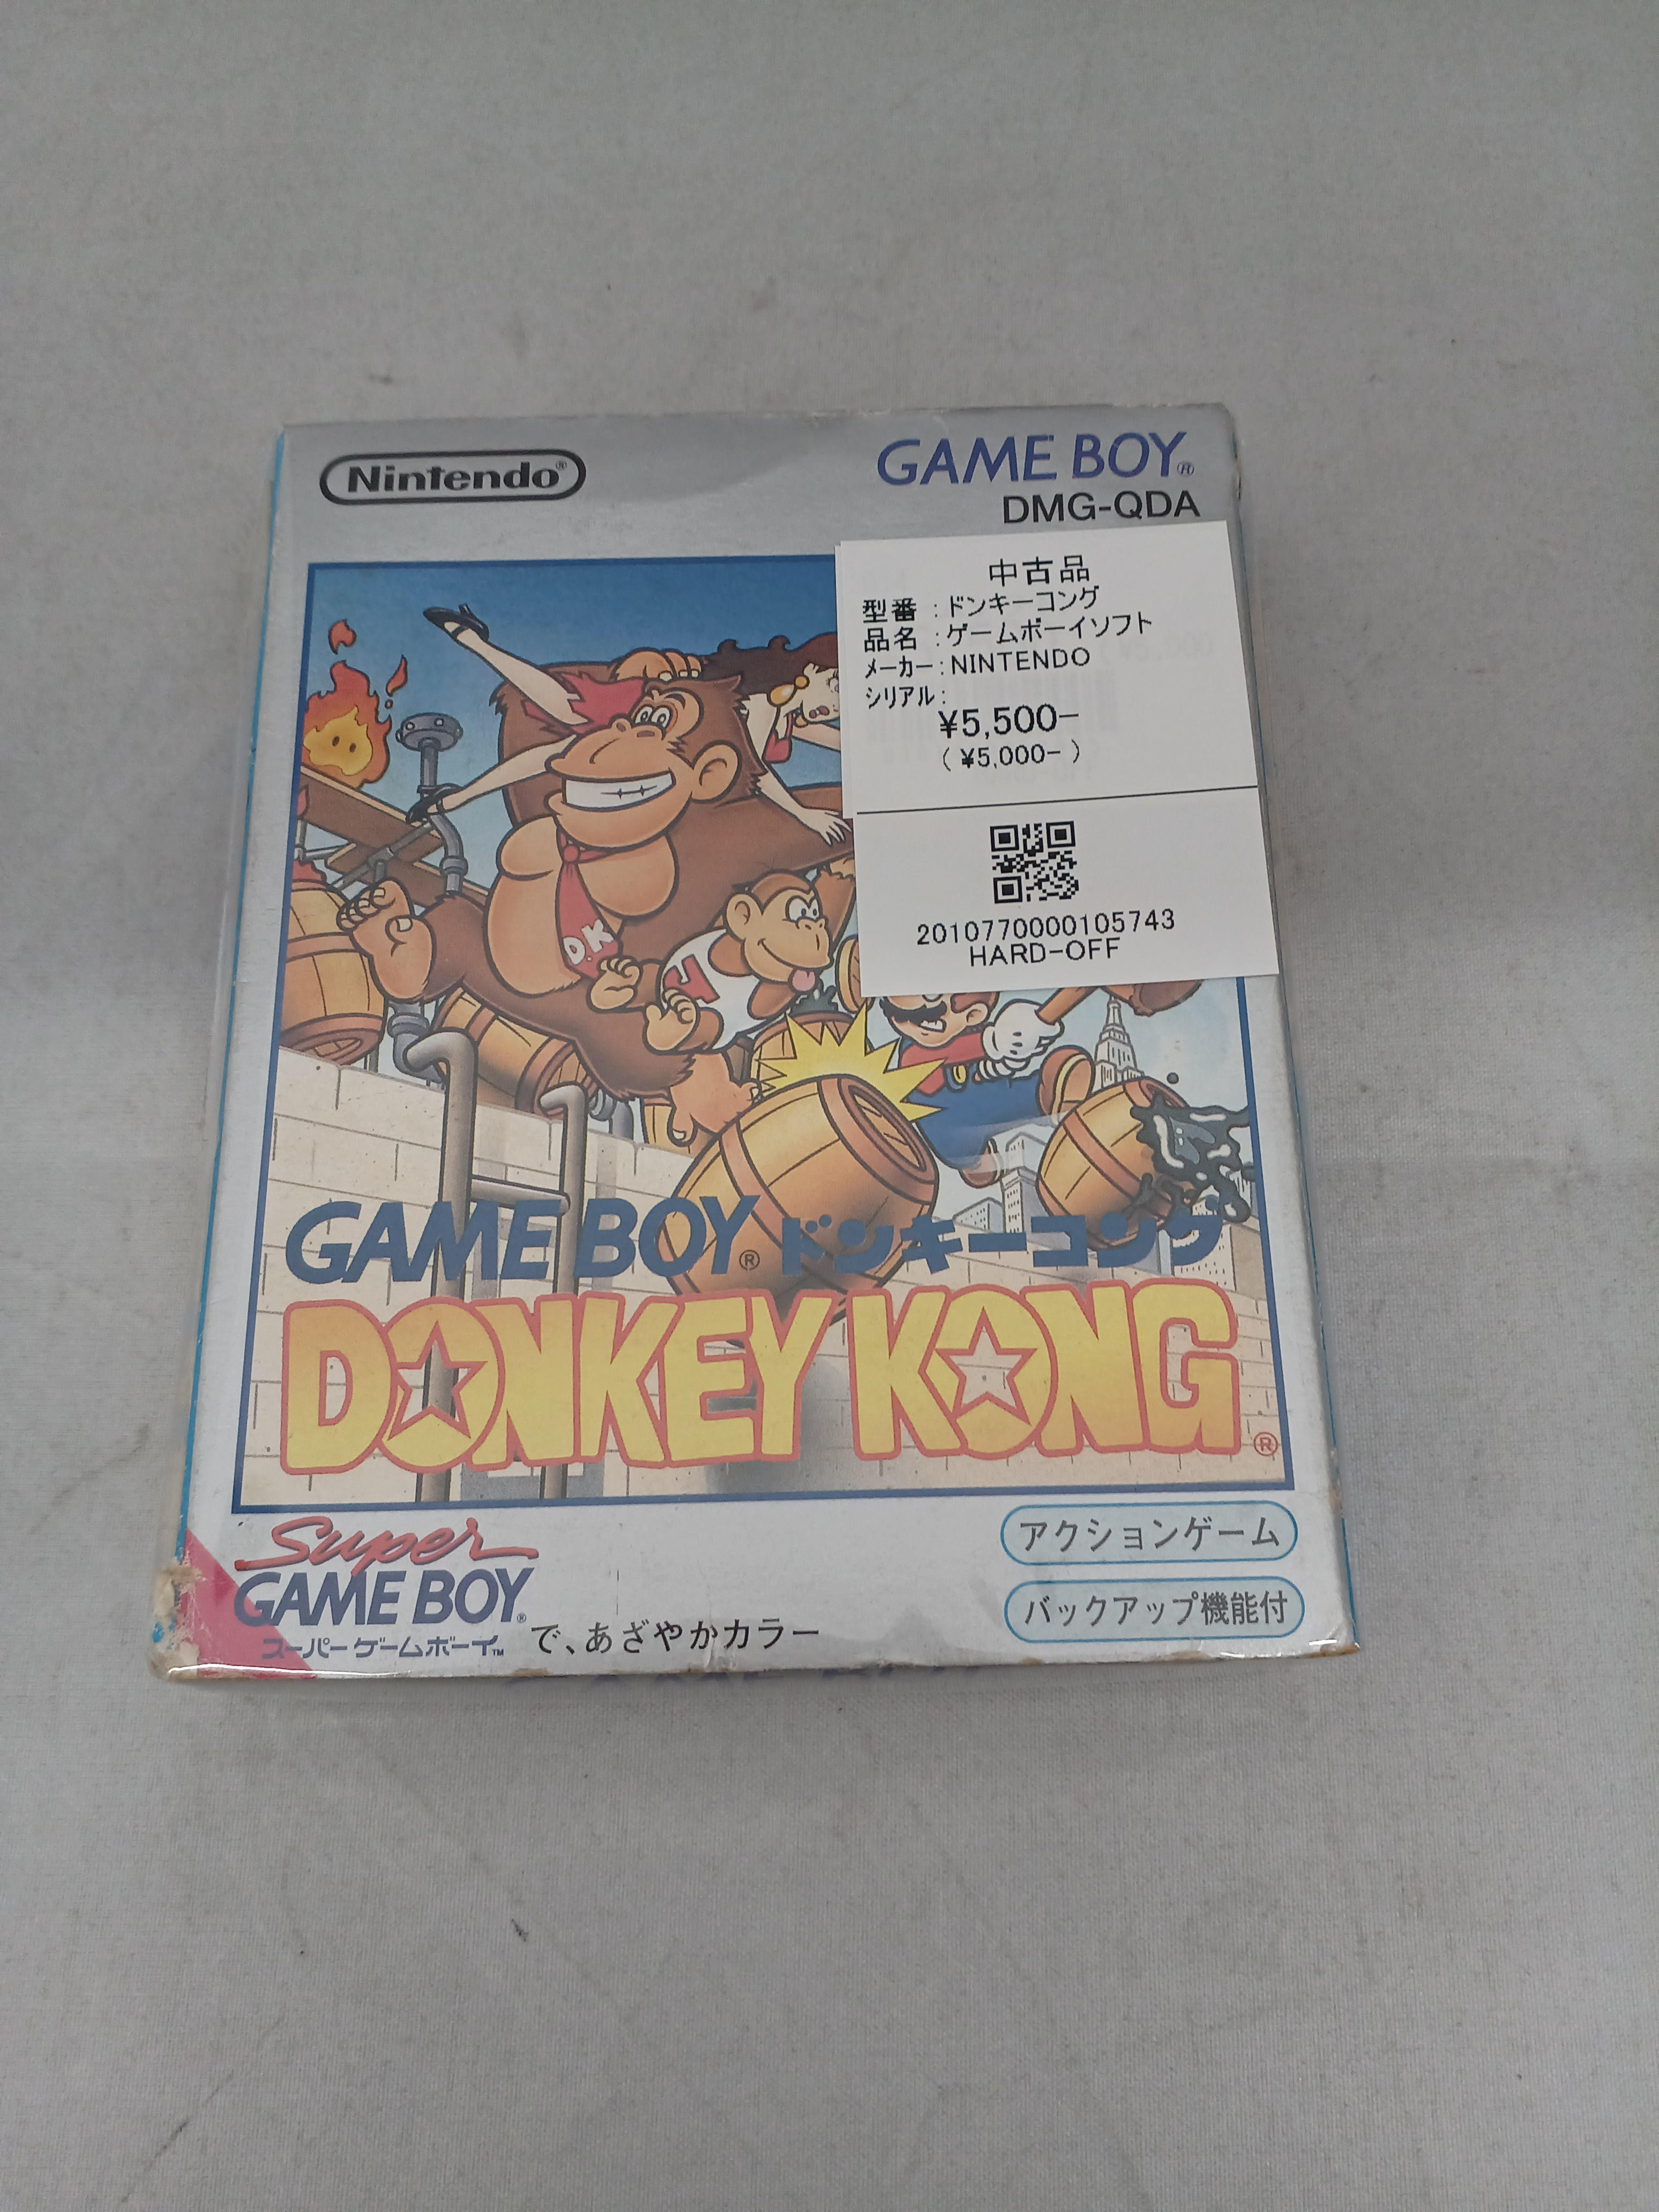 Nintendo®
GAME BOY®
DMG-QDA
中古品
型番 :ドンキーコング
品名 :ゲームボーイソフト
メーカー:NINTENDO
シリアル:
¥5,500-
(¥5,000-)
2010770000105743
HARD-OFF
D.K
GAME BOY® ドンキーコング
DONKEY KONG®
Super
GAME BOY®
スーパーゲームボーイ™ で、あざやかカラー
アクションゲーム
バックアップ機能付